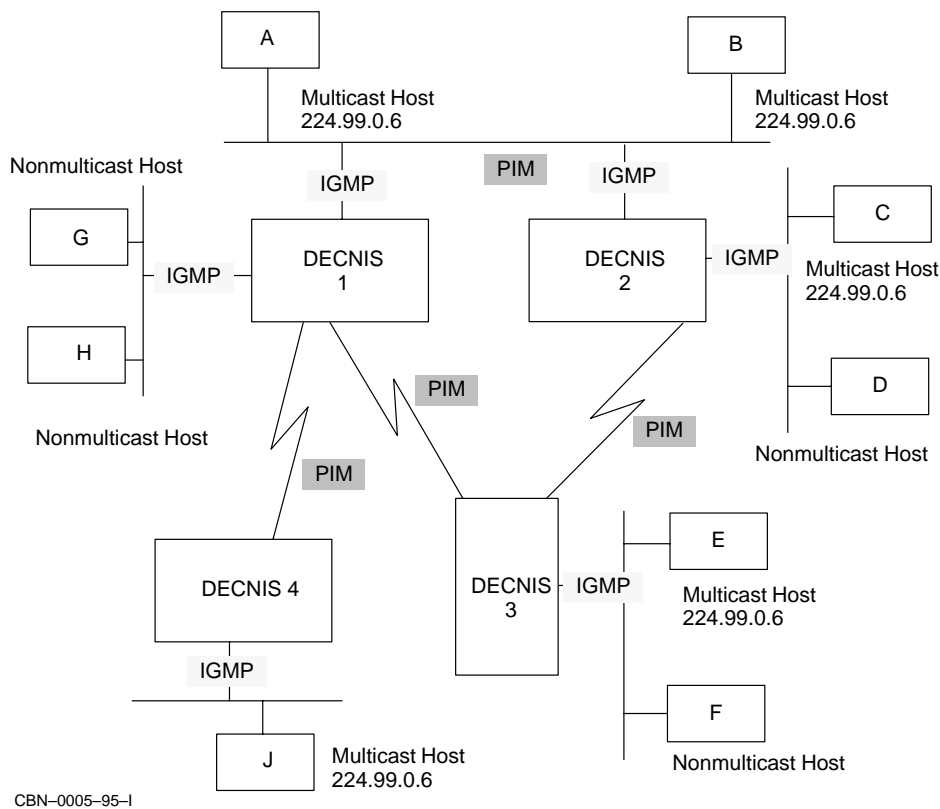 A
B
Multicast Host
224.99.0.6
Multicast Host
224.99.0.6
Nonmulticast Host
PIM
IGMP
IGMP
G
C
DECNIS
1
DECNIS
2
IGMP
IGMP
Multicast Host
224.99.0.6
H
PIM
D
PIM
Nonmulticast Host
Nonmulticast Host
PIM
E
DECNIS 4
DECNIS
3
IGMP
Multicast Host
224.99.0.6
IGMP
F
J
Multicast Host
224.99.0.6
Nonmulticast Host
CBN–0005–95–I